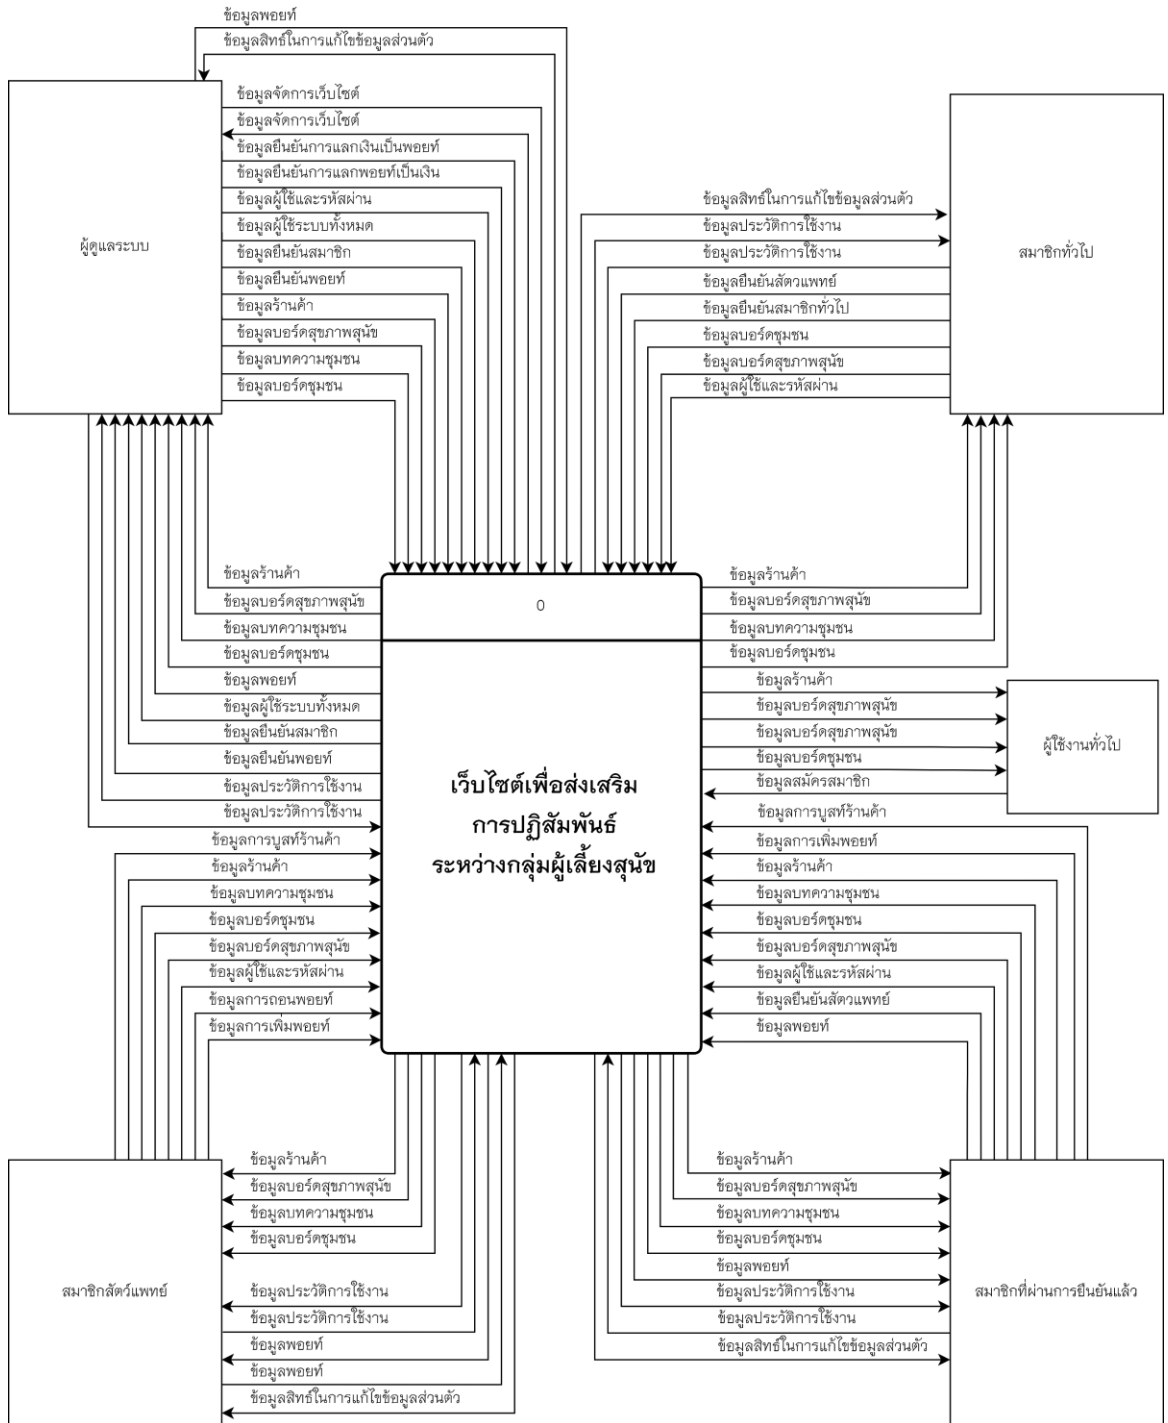 ข้อมูลพอยท์
ข้อมูลสิทธ์ในการแก้ไขข้อมูลส่วนตัว
ข้อมูลจัดการเว็บไซต์
ข้อมูลจัดการเว็บไซต์
ข้อมูลยืนยันการแลกเงินเป็นพอยท์
ข้อมูลยืนยันการแลกพอยท์เป็นเงิน
ข้อมูลผู้ใช้และรหัสผ่าน
ข้อมูลผู้ใช้ระบบทั้งหมด
ข้อมูลยืนยันสมาชิก
ข้อมูลยืนยันพอยท์
ข้อมูลร้านค้า
ข้อมูลบอร์ดสุขภาพสุนัข
ข้อมูลบทความชุมชน
ข้อมูลบอร์ดชุมชน
ผู้ดูแลระบบ
ข้อมูลสิทธ์ในการแก้ไขข้อมูลส่วนตัว
ข้อมูลประวัติการใช้งาน
ข้อมูลประวัติการใช้งาน
ข้อมูลยืนยันสัตวแพทย์
ข้อมูลยืนยันสมาชิกทั่วไป
ข้อมูลบอร์ดชุมชน
ข้อมูลบอร์ดสุขภาพสุนัข
ข้อมูลผู้ใช้และรหัสผ่าน
สมาชิกทั่วไป
ข้อมูลร้านค้า
ข้อมูลบอร์ดสุขภาพสุนัข
ข้อมูลบทความชุมชน
ข้อมูลบอร์ดชุมชน
ข้อมูลพอยท์
ข้อมูลผู้ใช้ระบบทั้งหมด
ข้อมูลยืนยันสมาชิก
ข้อมูลยืนยันพอยท์
ข้อมูลประวัติการใช้งาน
ข้อมูลประวัติการใช้งาน
0
เว็บไซต์เพื่อส่งเสริม
การปฏิสัมพันธ์
ระหว่างกลุ่มผู้เลี้ยงสุนัข
ข้อมูลร้านค้า
ข้อมูลบอร์ดสุขภาพสุนัข
ข้อมูลบทความชุมชน
ข้อมูลบอร์ดชุมชน
ข้อมูลร้านค้า
ข้อมูลบอร์ดสุขภาพสุนัข
ข้อมูลบอร์ดสุขภาพสุนัข
ข้อมูลบอร์ดชุมชน
ข้อมูลสมัครสมาชิก
ผู้ใช้งานทั่วไป
ข้อมูลการบูสท์ร้านค้า
ข้อมูลร้านค้า
ข้อมูลบทความชุมชน
ข้อมูลบอร์ดชุมชน
ข้อมูลบอร์ดสุขภาพสุนัข
ข้อมูลผู้ใช้และรหัสผ่าน
ข้อมูลการถอนพอยท์
ข้อมูลการเพิ่มพอยท์
ข้อมูลการบูสท์ร้านค้า
ข้อมูลการเพิ่มพอยท์
ข้อมูลร้านค้า
ข้อมูลบทความชุมชน
ข้อมูลบอร์ดชุมชน
ข้อมูลบอร์ดสุขภาพสุนัข
ข้อมูลผู้ใช้และรหัสผ่าน
ข้อมูลยืนยันสัตวแพทย์
ข้อมูลพอยท์
สมาชิกสัตว์แพทย์
ข้อมูลร้านค้า
ข้อมูลบอร์ดสุขภาพสุนัข
ข้อมูลบทความชุมชน
ข้อมูลบอร์ดชุมชน
ข้อมูลประวัติการใช้งาน
ข้อมูลประวัติการใช้งาน
ข้อมูลพอยท์
ข้อมูลพอยท์
ข้อมูลสิทธ์ในการแก้ไขข้อมูลส่วนตัว
ข้อมูลร้านค้า
ข้อมูลบอร์ดสุขภาพสุนัข
ข้อมูลบทความชุมชน
ข้อมูลบอร์ดชุมชน
ข้อมูลพอยท์
ข้อมูลประวัติการใช้งาน
ข้อมูลประวัติการใช้งาน
ข้อมูลสิทธ์ในการแก้ไขข้อมูลส่วนตัว
สมาชิกที่ผ่านการยืนยันแล้ว